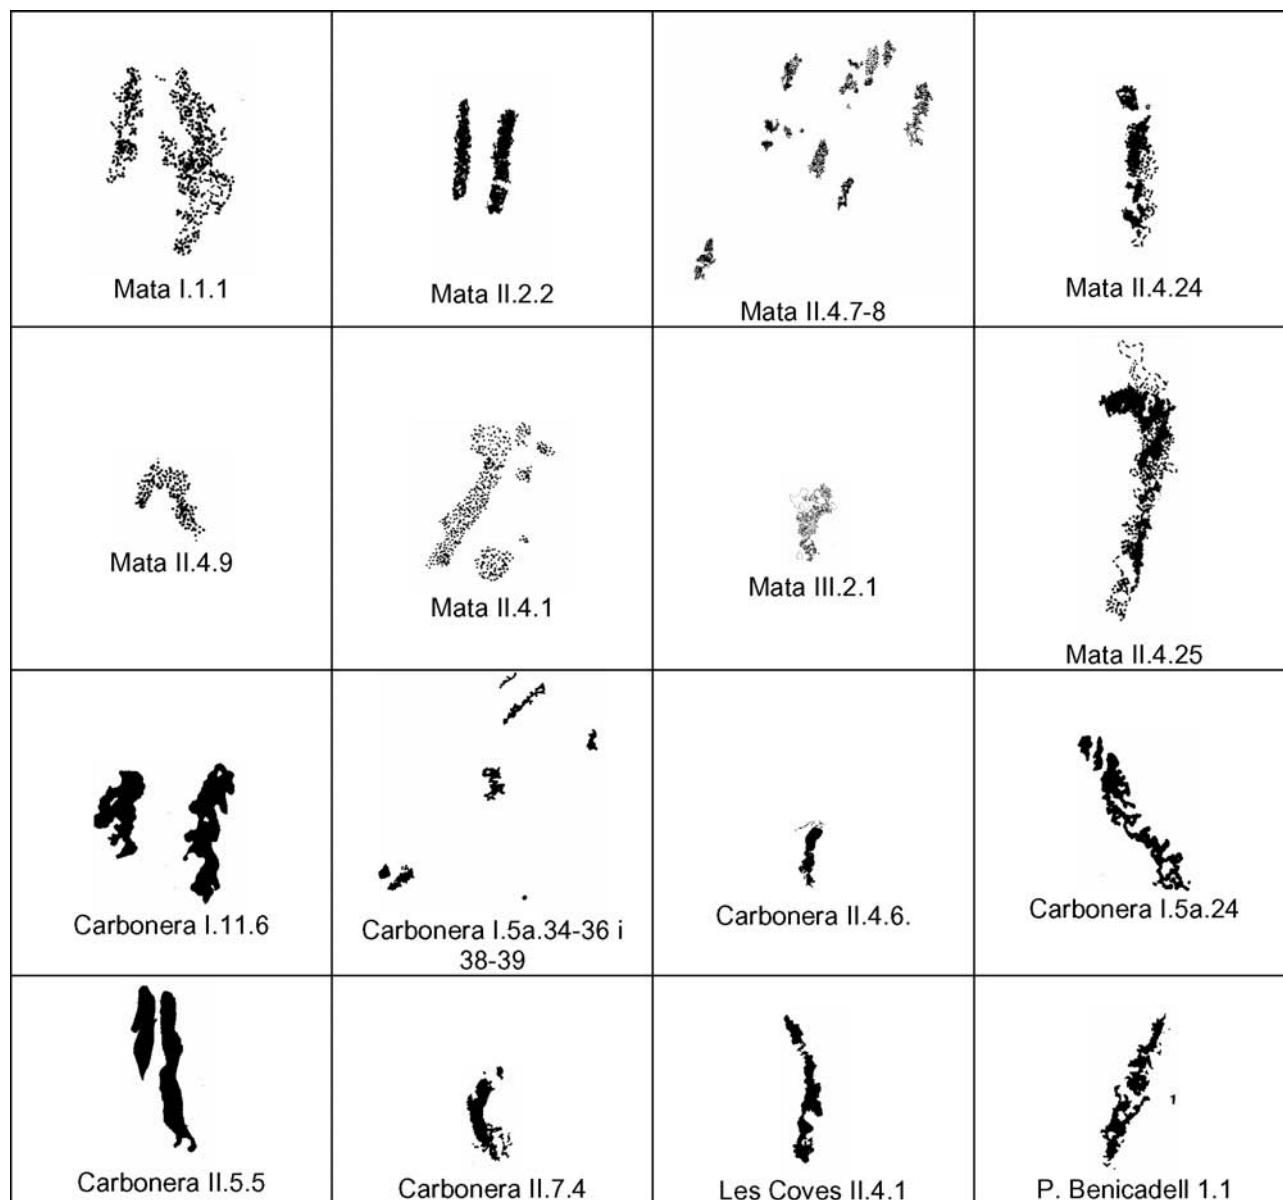 Mata I.1.1
Mata II.2.2
Mata II.4.7-8
Mata II.4.24
Mata II.4.9
Mata II.4.1
Mata III.2.1
Mata II.4.25
Carbonera I.11.6
Carbonera I.5a.34-36 i
38-39
Carbonera II.4.6.
Carbonera I.5a.24
Carbonera II.5.5
Carbonera II.7.4
Les Coves II.4.1
1
P. Benicadell 1.1